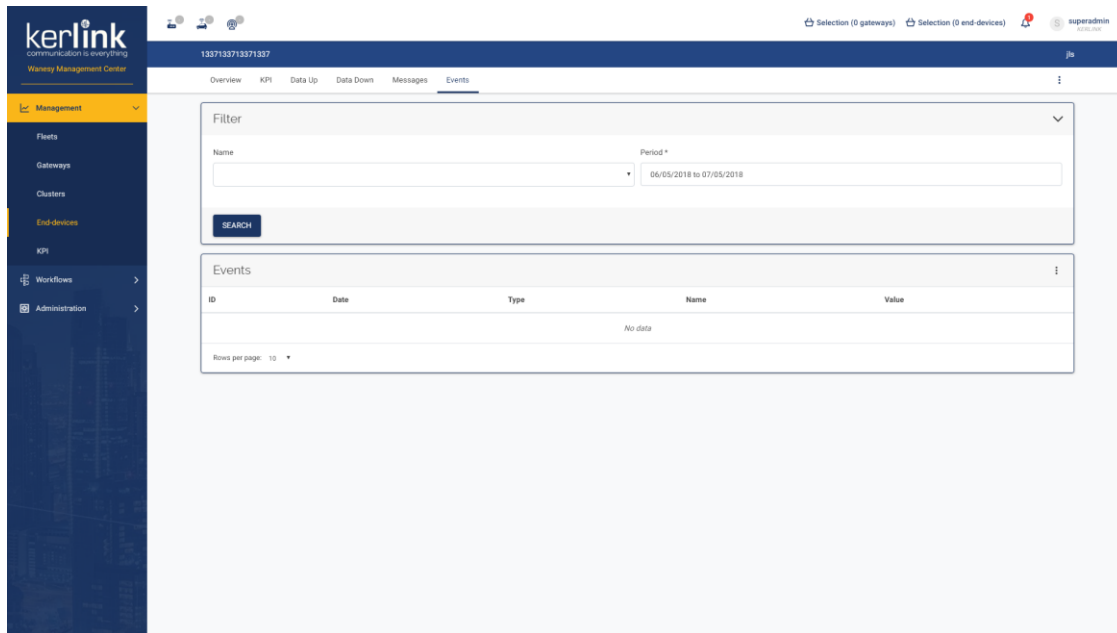 kerlink
communication is everything
Wanesy Management Center
Selection (0 gateways) Selection (0 end-devices) 1 S superadmin
KERLINK
1337133713371337 jls
Overview KPI Data Up Data Down Messages Events
Management
Fleets
Gateways
Clusters
End-devices
KPI
Workflows
Administration
Filter
Name Period *
06/05/2018 to 07/05/2018
SEARCH
Events
ID Date Type Name Value
No data
Rows per page: 10